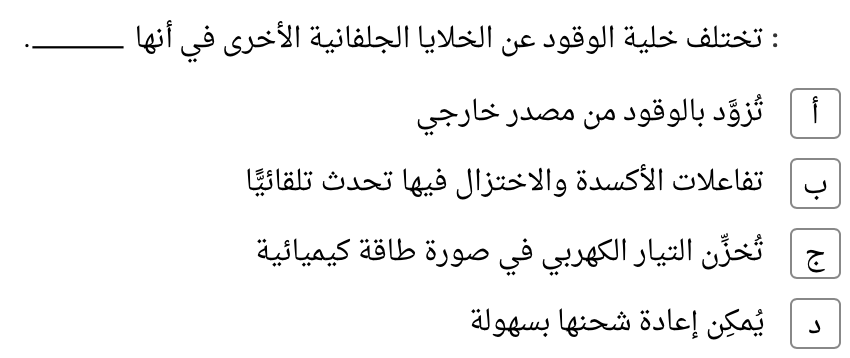 : تختلف خلية الوقود عن الخلايا الجلفانية الأخرى في أنها ________.
أ تُزوَّد بالوقود من مصدر خارجي
ب تفاعلات الأكسدة والاختزال فيها تحدث تلقائيًّا
ج تُخزِّن التيار الكهربي في صورة طاقة كيميائية
د يُمكِن إعادة شحنها بسهولة